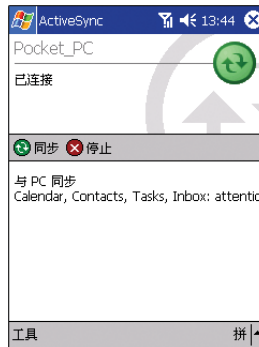 ActiveSync 13:44
Pocket_PC
已连接
同步 停止
与 PC 同步
Calendar, Contacts, Tasks, Inbox: attentic
工具 拼